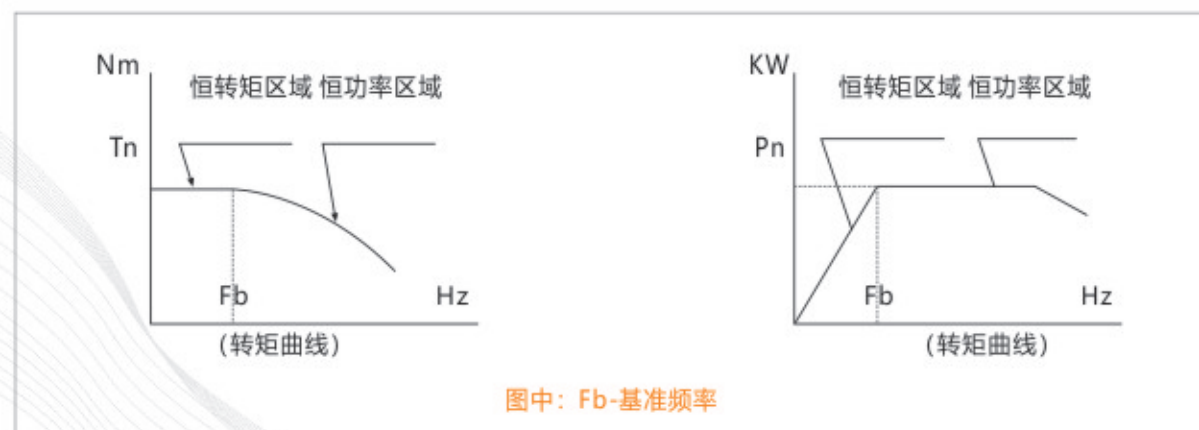 Nm
恒转矩区域 恒功率区域
Tn
Fb
Hz
(转矩曲线)
KW
恒转矩区域 恒功率区域
Pn
Fb
Hz
(转矩曲线)
图中：Fb-基准频率